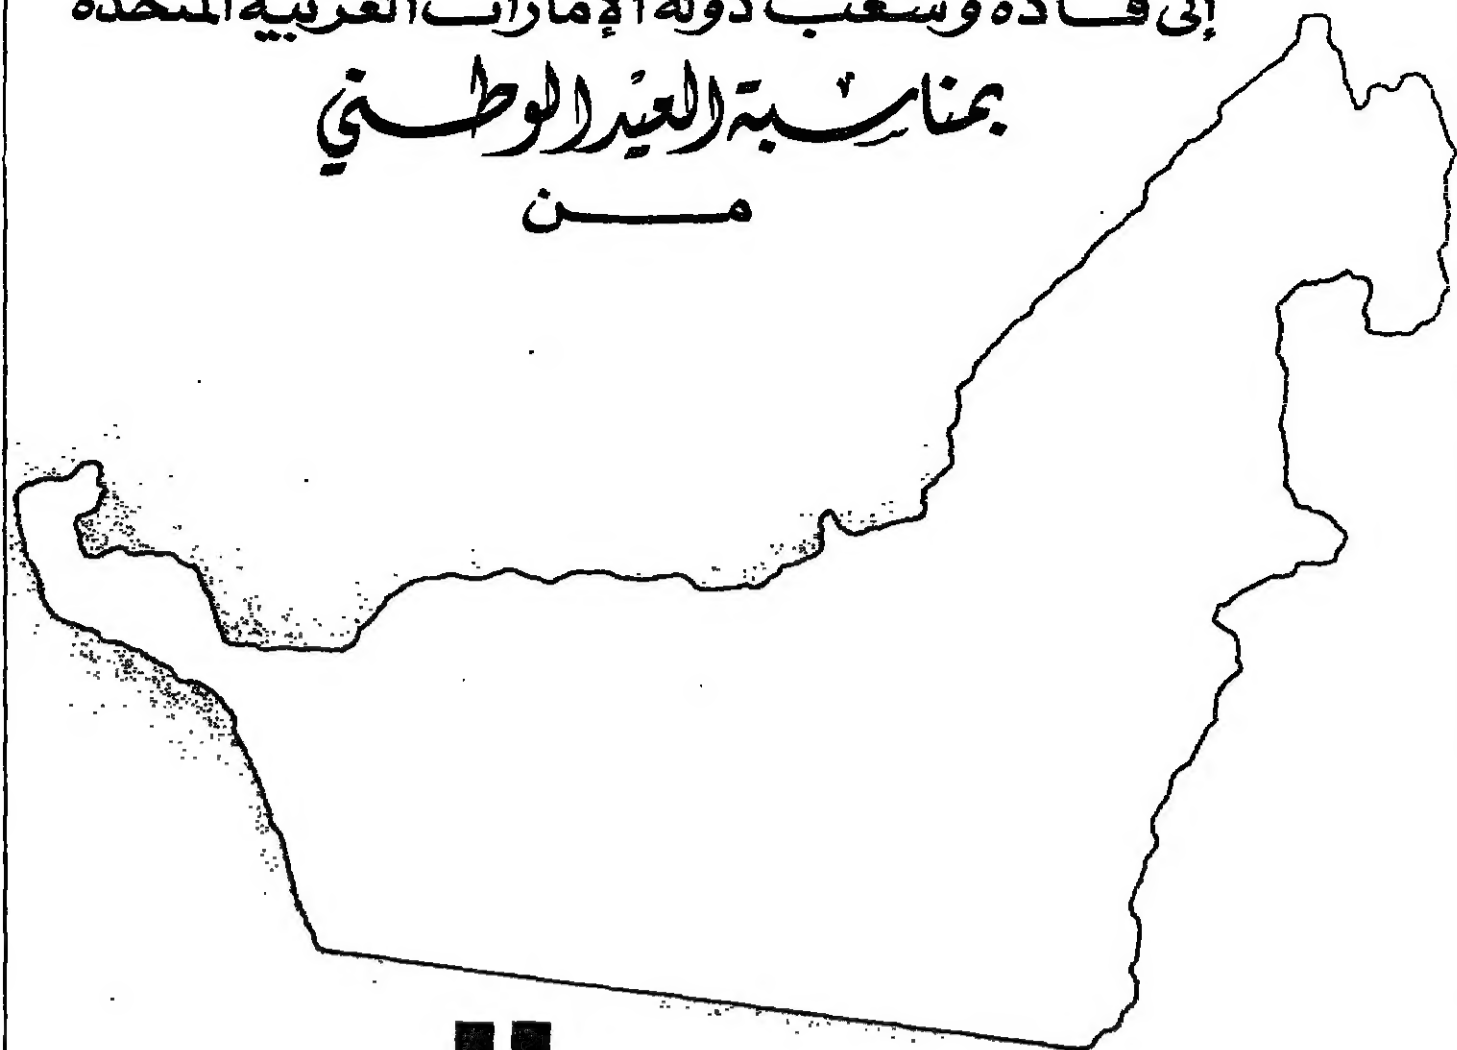 إلى قادة وشعب دولة الإمارات العربية المتحدة
بمناسبة العيد الوطني
من